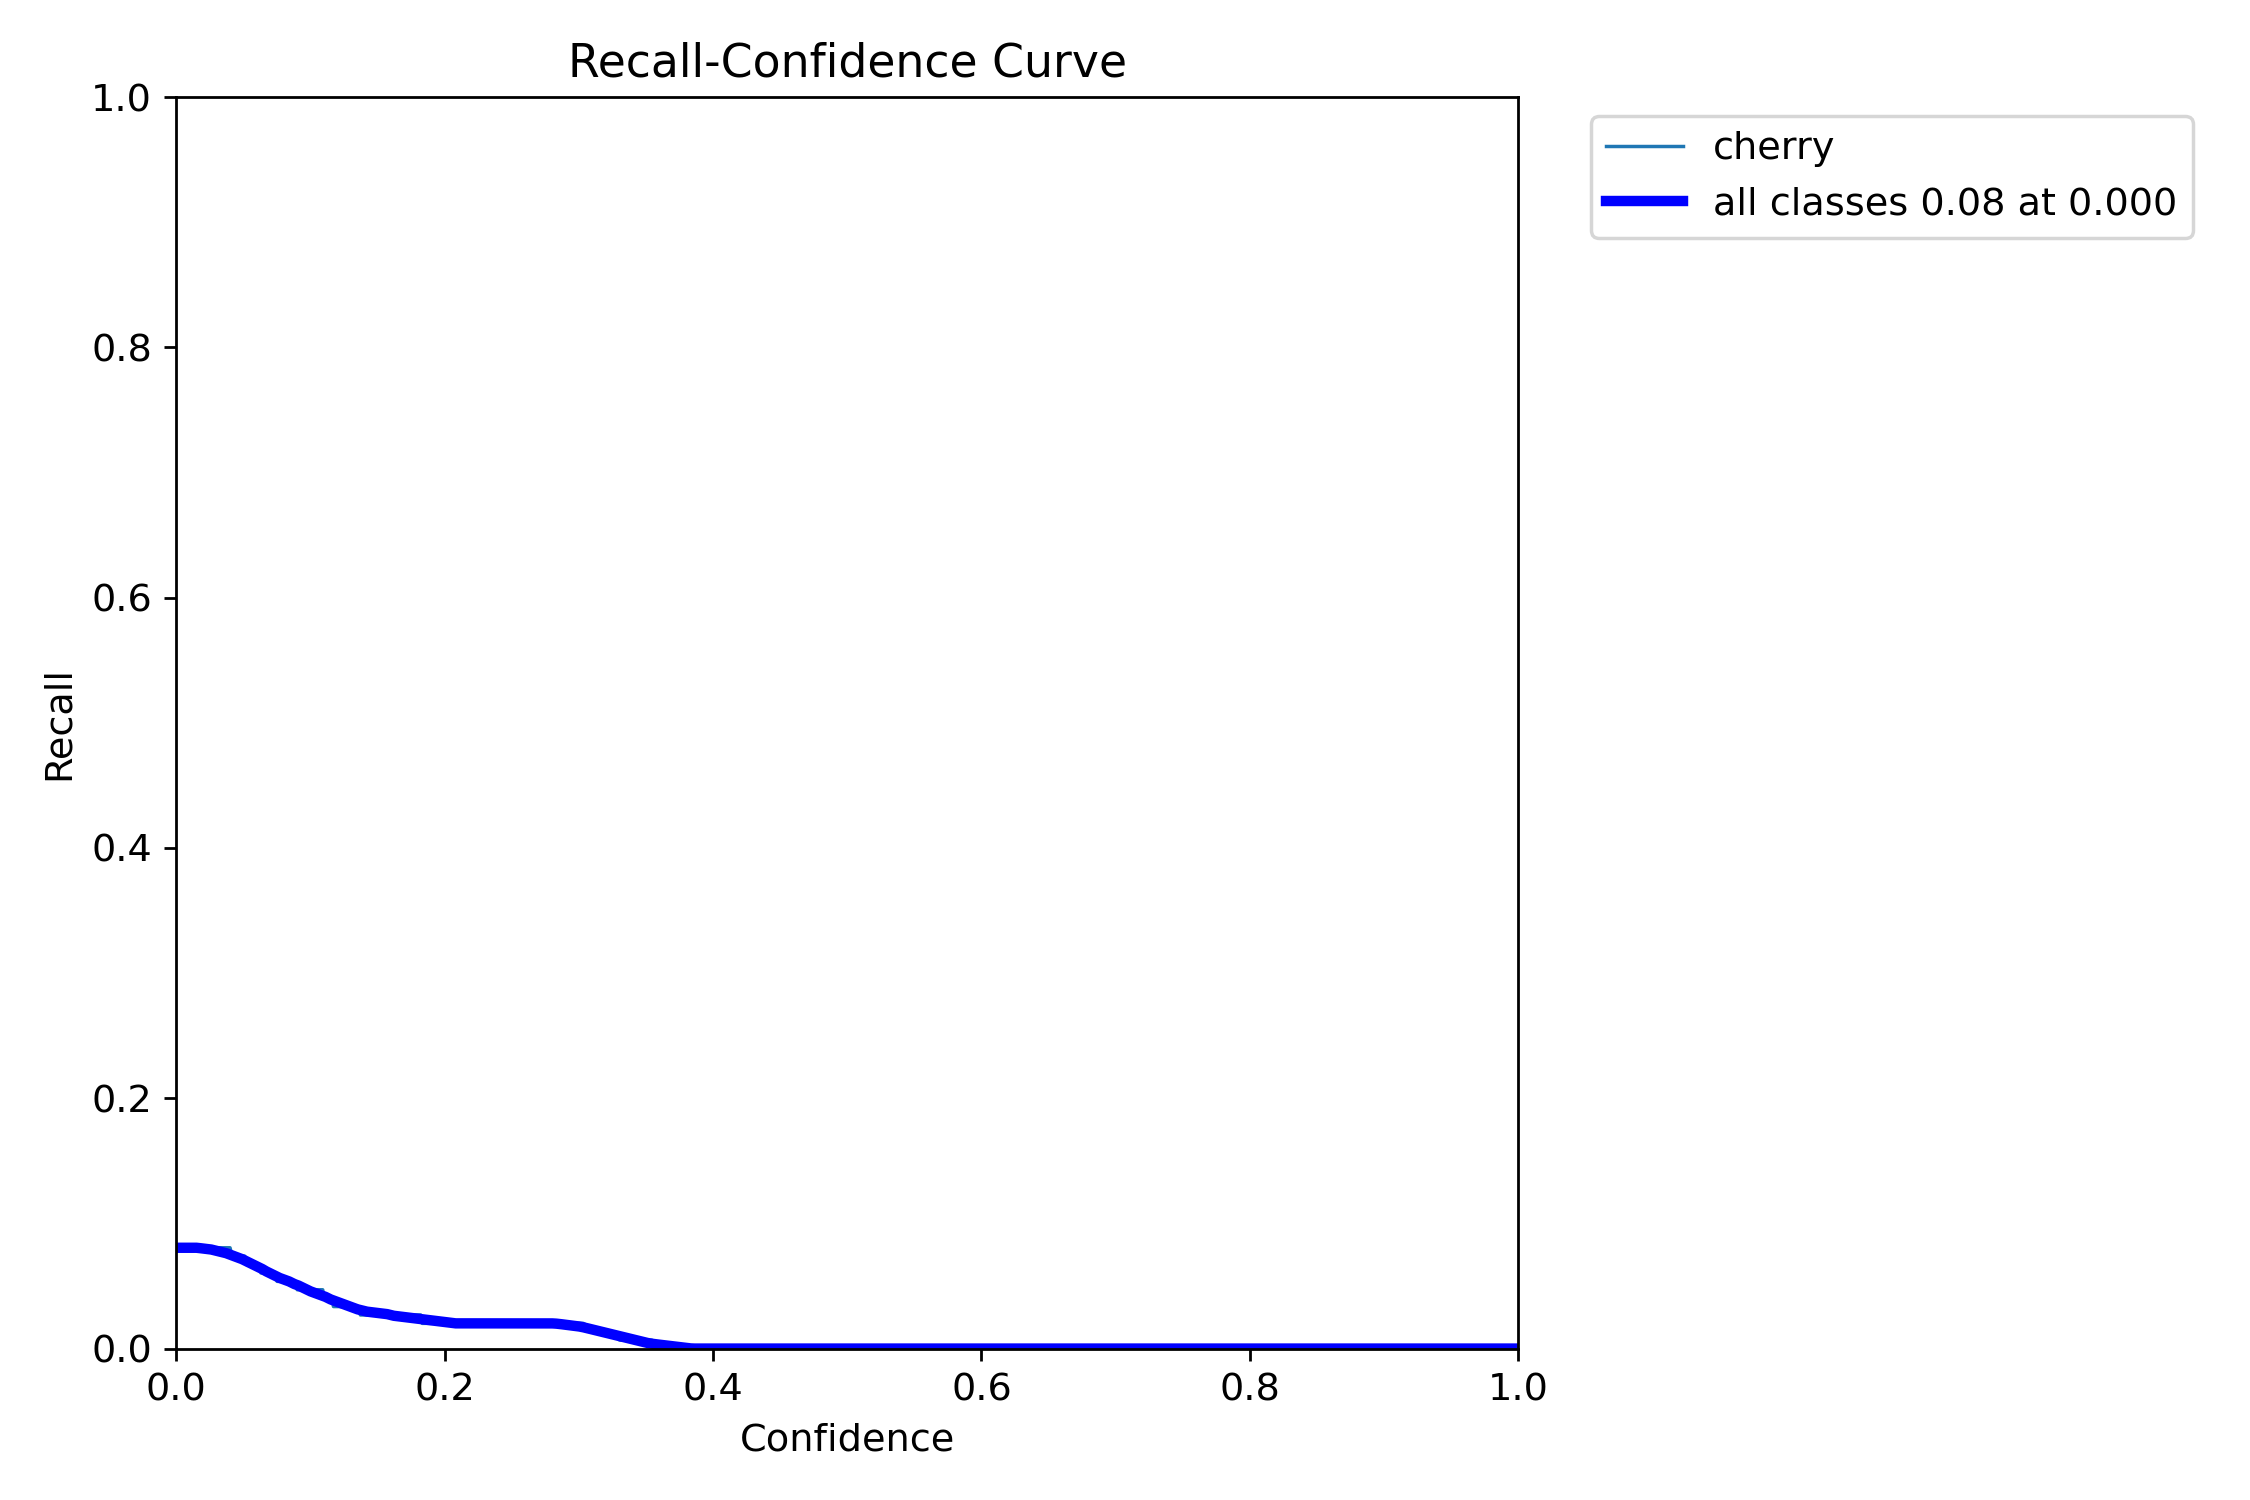 Recall-Confidence Curve
1.0
0.8
0.6
0.4
0.2
0.0
Recall
0.0 0.2 0.4 0.6 0.8 1.0
Confidence
cherry
all classes 0.08 at 0.000